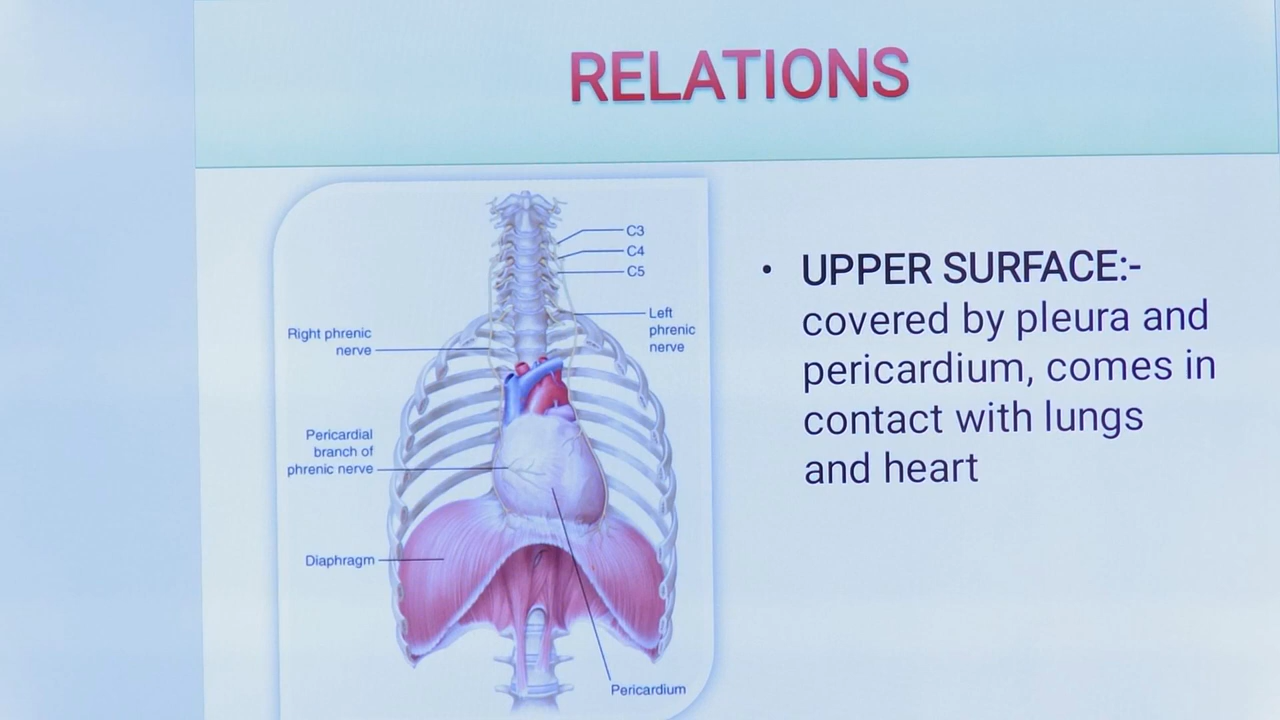 RELATIONS
C3
C4
C5
Left
phrenic
nerve
Right phrenic
nerve
Pericardial
branch of
phrenic nerve
Diaphragm
Pericardium
• UPPER SURFACE:-
covered by pleura and
pericardium, comes in
contact with lungs
and heart